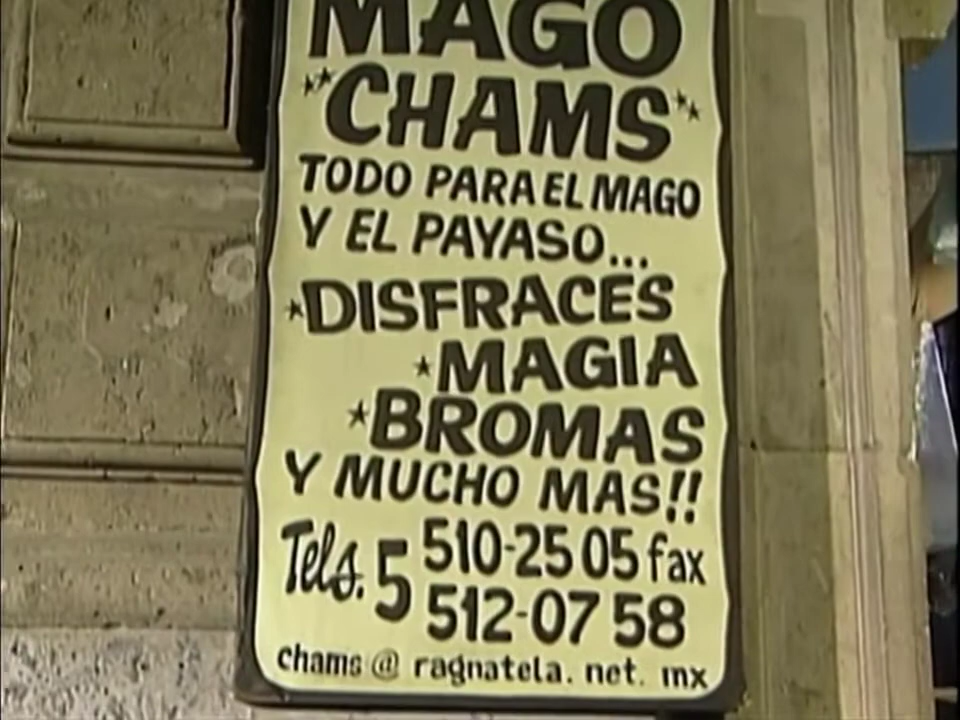 MAGO
CHAMS
TODO PARA EL MAGO
Y EL PAYASO...
DISFRACES
MAGIA
BROMAS
Y MUCHO MAS!!
Tels. 5 510-25 05 fax
512-07 58
chams@ragnatela.net.mx